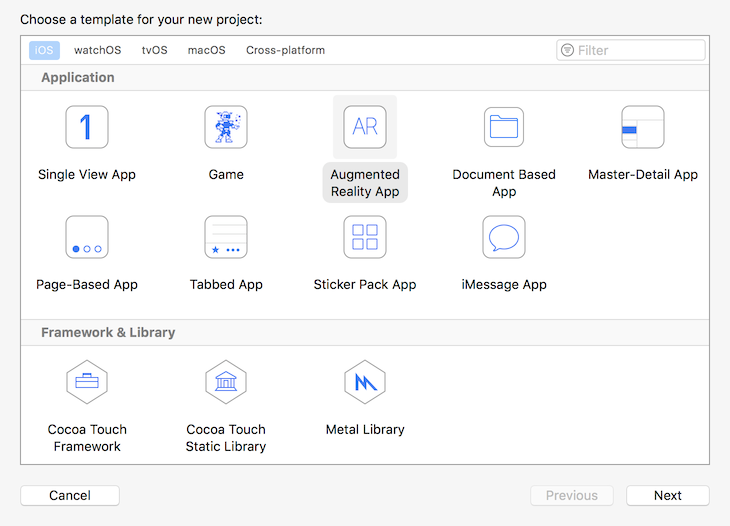 Choose a template for your new project:
iOS watchOS tvOS macOS Cross-platform Filter
Application
1 AR
Single View App Game Augmented Reality App Document Based App Master-Detail App
Page-Based App Tabbed App Sticker Pack App iMessage App
Framework & Library
Cocoa Touch Framework Cocoa Touch Static Library Metal Library
Cancel Previous Next